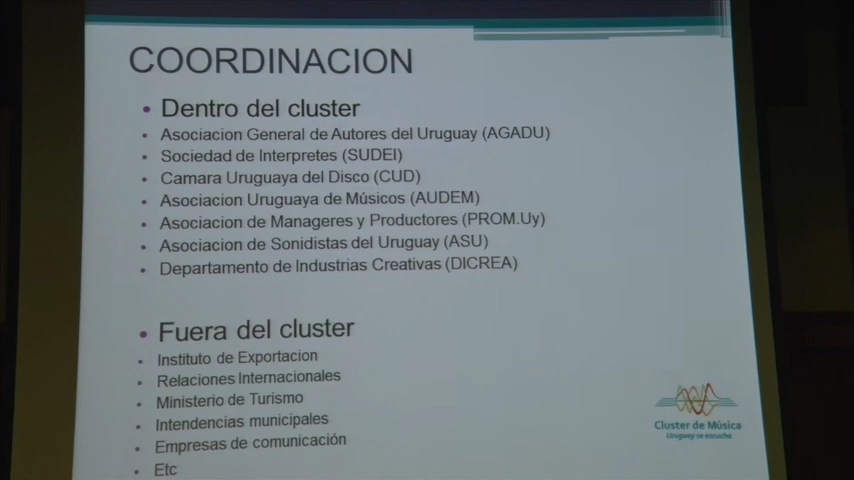 COORDINACION
• Dentro del cluster
• Asociacion General de Autores del Uruguay (AGADU)
• Sociedad de Interpretes (SUDEI)
• Camara Uruguaya del Disco (CUD)
• Asociacion Uruguaya de Músicos (AUDEM)
• Asociacion de Manageres y Productores (PROM.Uy)
• Asociacion de Sonidistas del Uruguay (ASU)
• Departamento de Industrias Creativas (DICREA)
• Fuera del cluster
• Instituto de Exportacion
• Relaciones Internacionales
• Ministerio de Turismo
• Intendencias municipales
• Empresas de comunicación
• Etc
Cluster de Música
Uruguay se escucha